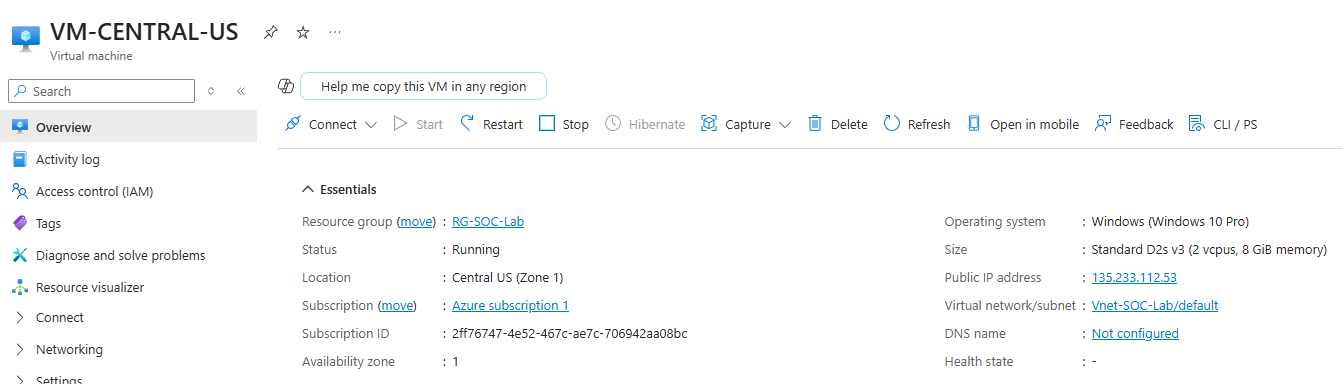 VM-CENTRAL-US
Virtual machine
Search
Overview
Activity log
Access control (IAM)
Tags
Diagnose and solve problems
Resource visualizer
Connect
Networking
Settings
Help me copy this VM in any region
Connect Start Restart Stop Hibernate Capture Delete Refresh Open in mobile Feedback CLI / PS
Essentials
Resource group (move) : RG-SOC-Lab
Status : Running
Location : Central US (Zone 1)
Subscription (move) : Azure subscription 1
Subscription ID : 2ff76747-4e52-467c-ae7c-706942aa08bc
Availability zone : 1
Operating system : Windows (Windows 10 Pro)
Size : Standard D2s v3 (2 vcpus, 8 GiB memory)
Public IP address : 135.233.112.53
Virtual network/subnet : Vnet-SOC-Lab/default
DNS name : Not configured
Health state : -